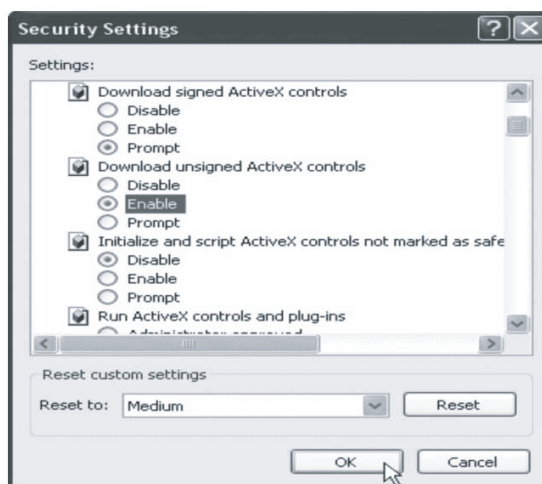 Security Settings
Settings:
Download signed ActiveX controls
Disable
Enable
Prompt
Download unsigned ActiveX controls
Disable
Enable
Prompt
Initialize and script ActiveX controls not marked as safe
Disable
Enable
Prompt
Run ActiveX controls and plug-ins
Administrator approved
Reset custom settings
Reset to: Medium Reset
OK Cancel